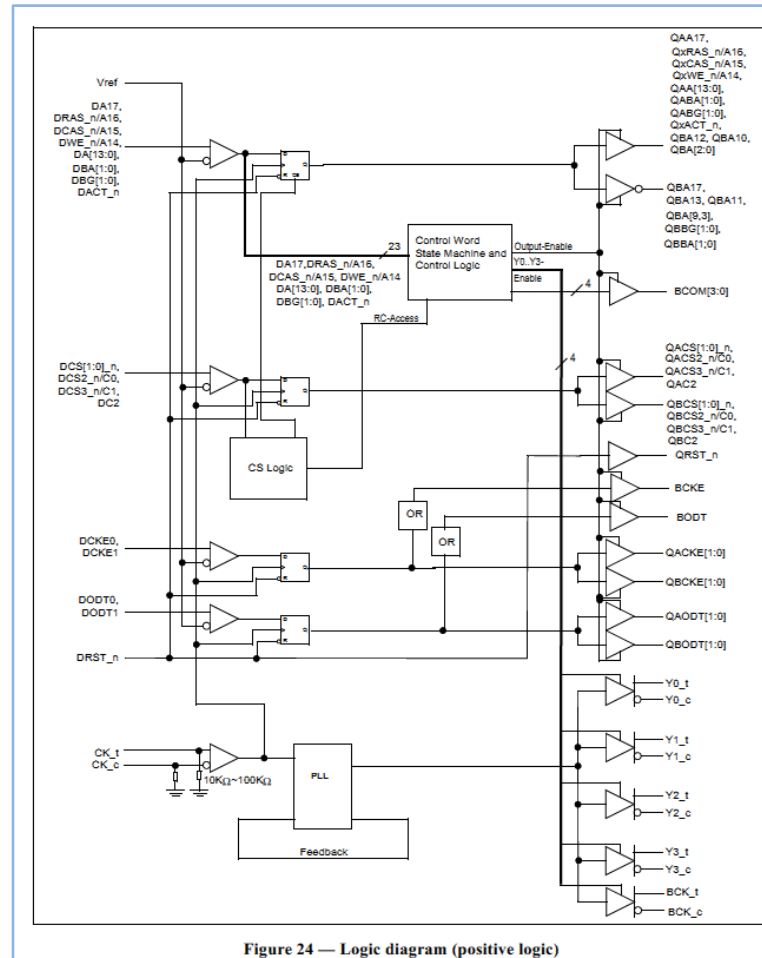 QAA17,
QxRAS_n/A16,
QxCAS_n/A15,
QxWE_n/A14,
QAA[13:0],
QABA[1:0],
QABG[1:0],
QxACT_n,
QBA12, QBA10,
QBA[2:0]
Vref
DA17,
DRAS_n/A16,
DCAS_n/A15,
DWE_n/A14,
DA[13:0],
DBA[1:0],
DBG[1:0],
DACT_n
D
Q
R
CE
QBA17,
QBA13, QBA11,
QBA[9,3],
QBBG[1:0],
QBBA[1;0]
23
Control Word
State Machine and
Control Logic
Output-Enable
Y0..Y3-
Enable
DA17,DRAS_n/A16,
DCAS_n/A15, DWE_n/A14
DA[13:0], DBA[1:0],
DBG[1:0], DACT_n
4
BCOM[3:0]
RC-Access
4
DCS[1:0]_n,
DCS2_n/C0,
DCS3_n/C1,
DC2
D
Q
R
QACS[1:0]_n,
QACS2_n/C0,
QACS3_n/C1,
QAC2
QBCS[1:0]_n,
QBCS2_n/C0,
QBCS3_n/C1,
QBC2
CS Logic
QRST_n
BCKE
OR
BODT
OR
DCKE0,
DCKE1
D
Q
R
QACKE[1:0]
QBCKE[1:0]
DODT0,
DODT1
D
Q
R
QAODT[1:0]
QBODT[1:0]
DRST_n
Y0_t
Y0_c
CK_t
CK_c
10KΩ~100KΩ
PLL
Y1_t
Y1_c
Y2_t
Y2_c
Feedback
Y3_t
Y3_c
BCK_t
BCK_c
Figure 24 — Logic diagram (positive logic)